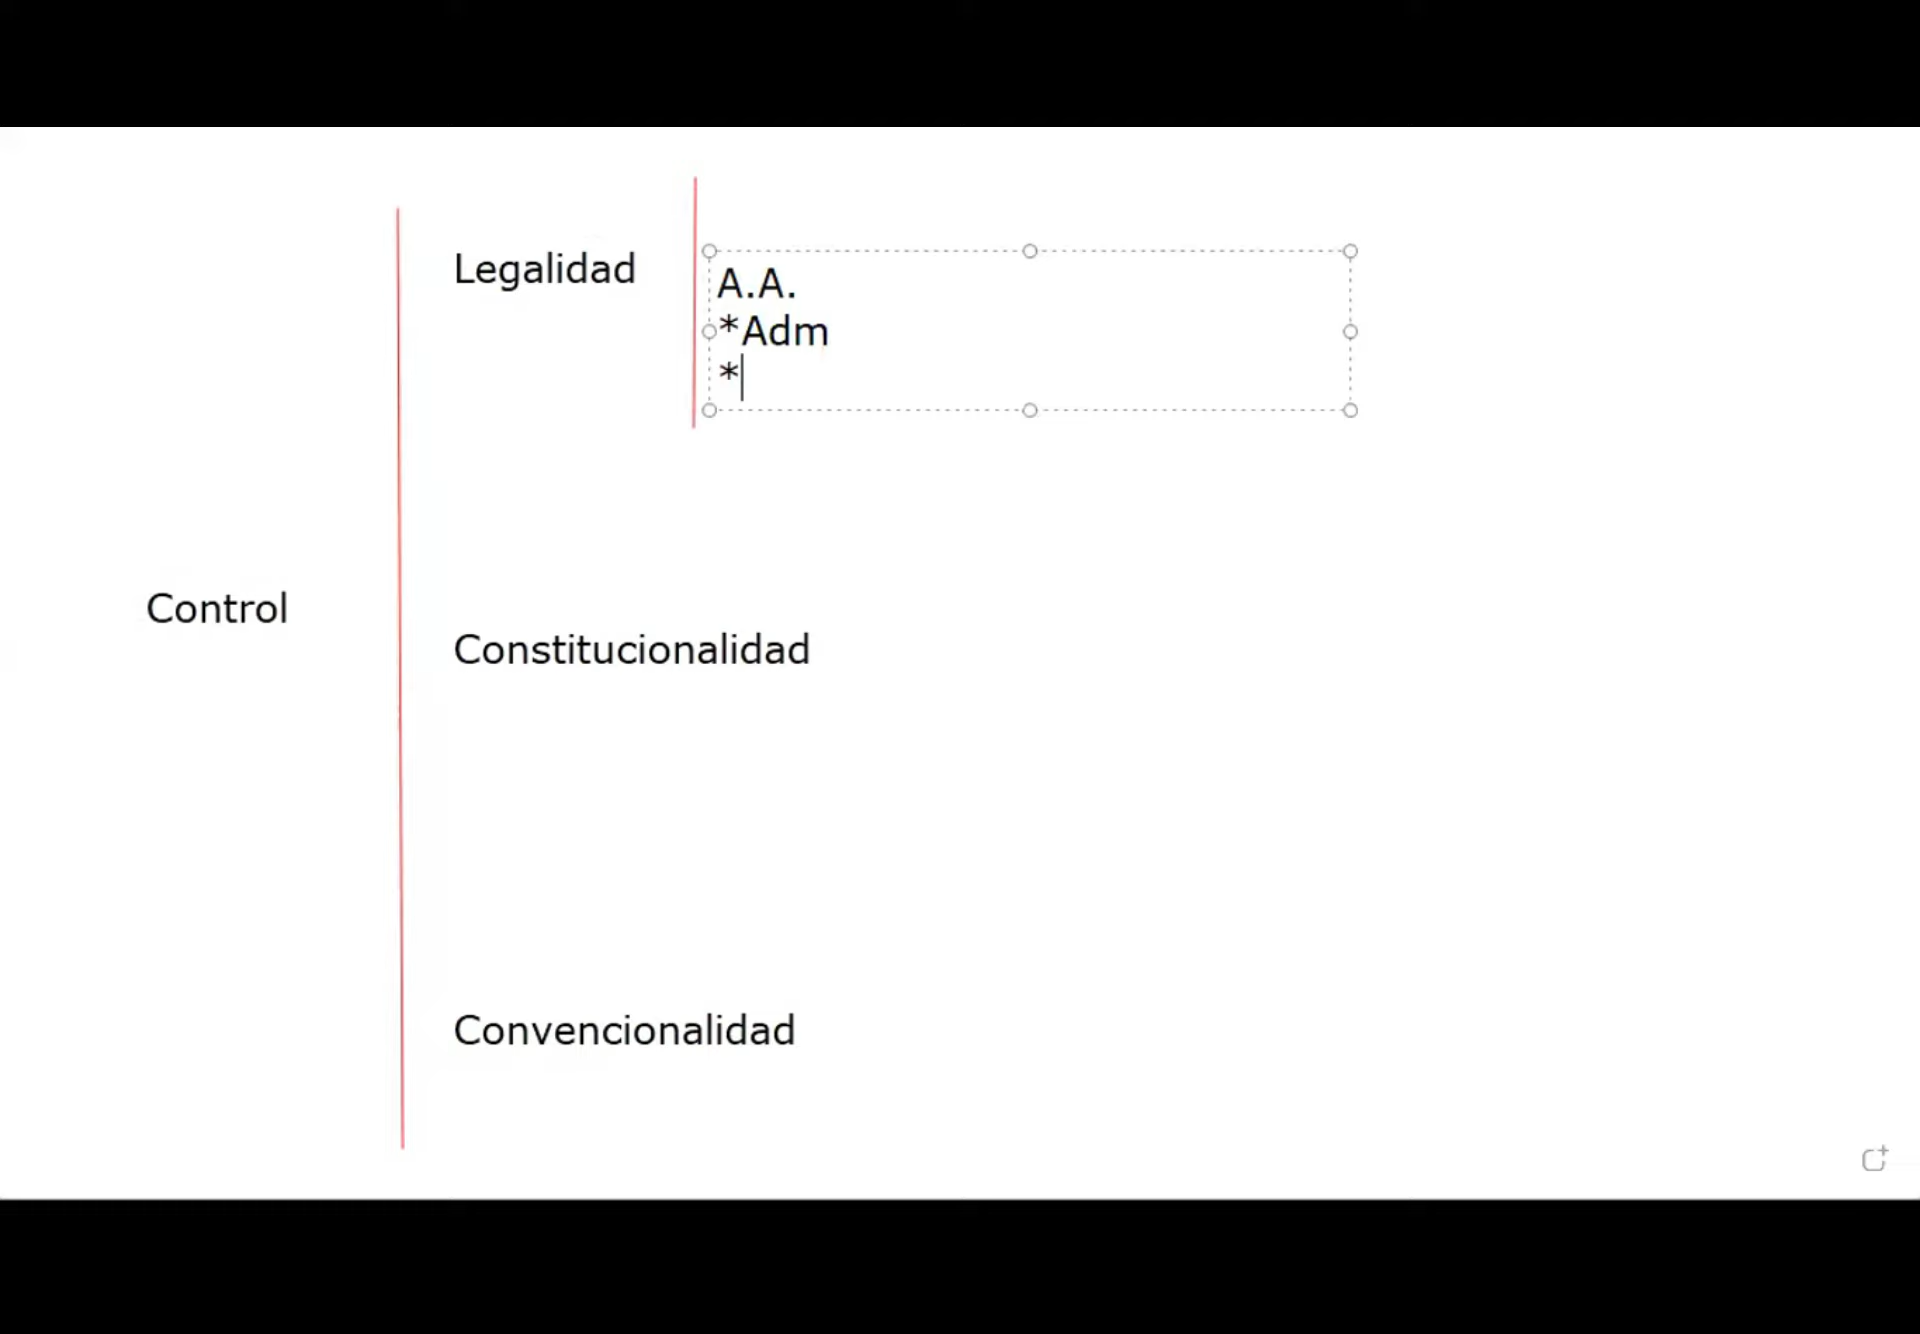 Legalidad
A.A.
*Adm
*
Control
Constitucionalidad
Convencionalidad